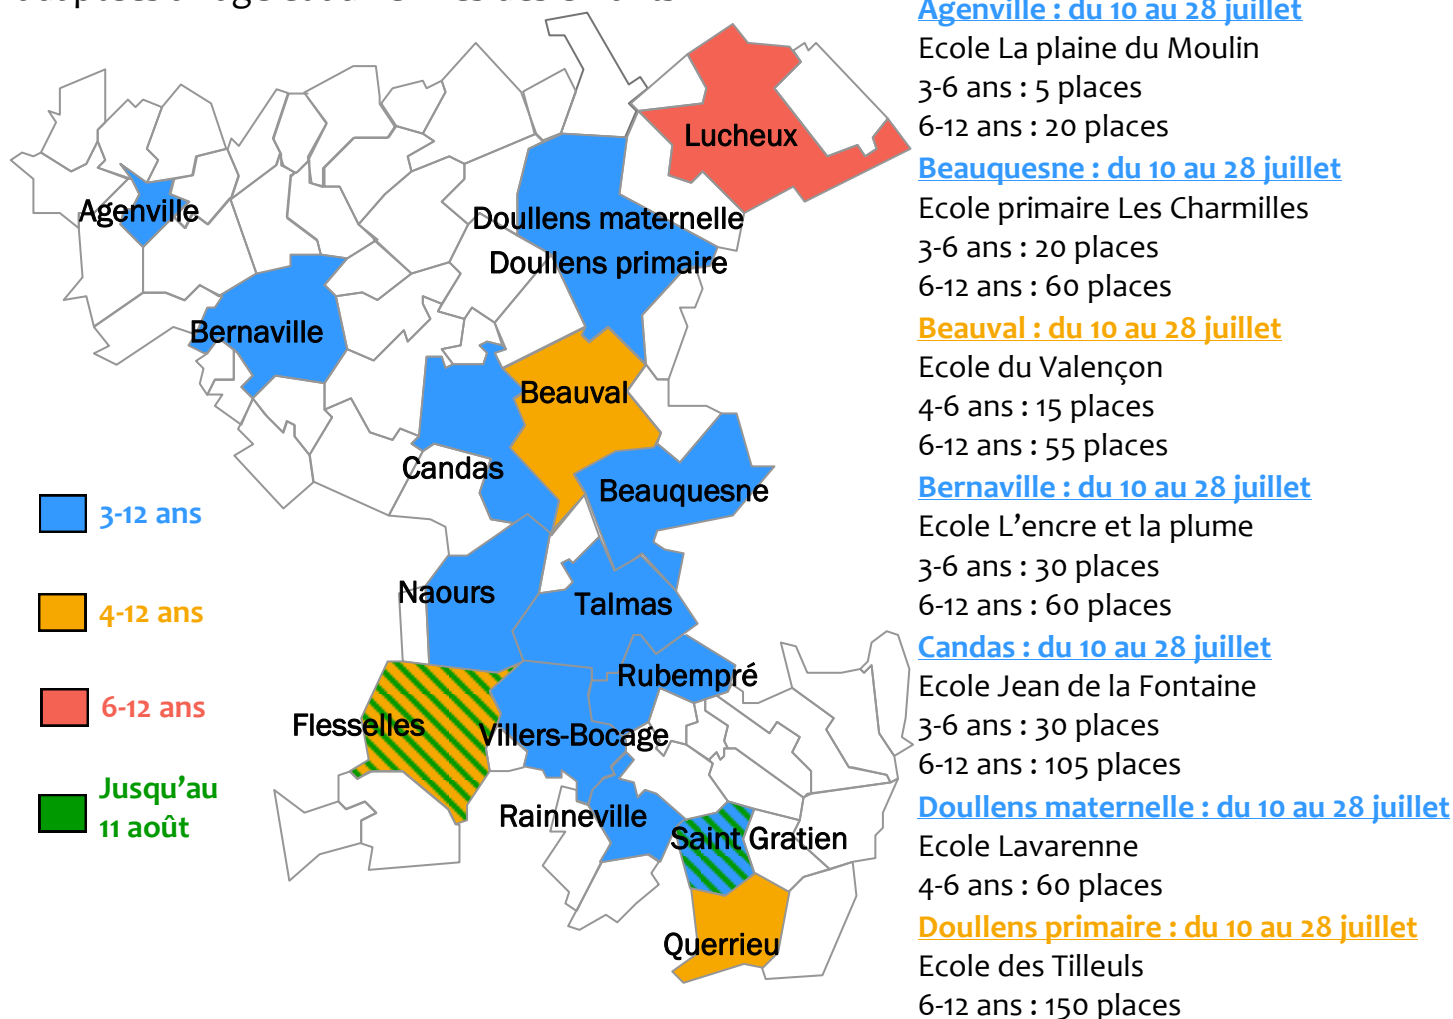 Agenville : du 10 au 28 juillet
Ecole La plaine du Moulin
3-6 ans : 5 places
6-12 ans : 20 places
Beauquesne : du 10 au 28 juillet
Ecole primaire Les Charmilles
3-6 ans : 20 places
6-12 ans : 60 places
Beauval : du 10 au 28 juillet
Ecole du Valençon
4-6 ans : 15 places
6-12 ans : 55 places
Bernaville : du 10 au 28 juillet
Ecole L’encre et la plume
3-6 ans : 30 places
6-12 ans : 60 places
Candas : du 10 au 28 juillet
Ecole Jean de la Fontaine
3-6 ans : 30 places
6-12 ans : 105 places
Doullens maternelle : du 10 au 28 juillet
Ecole Lavarenne
4-6 ans : 60 places
Doullens primaire : du 10 au 28 juillet
Ecole des Tilleuls
6-12 ans : 150 places
Lucheux
Agenville
Doullens maternelle
Doullens primaire
Bernaville
Beauval
Candas
Beauquesne
Naours
Talmas
Rubempré
Flesselles
Villers-Bocage
Rainneville
Saint Gratien
Querrieu
3-12 ans
4-12 ans
6-12 ans
Jusqu’au
11 août